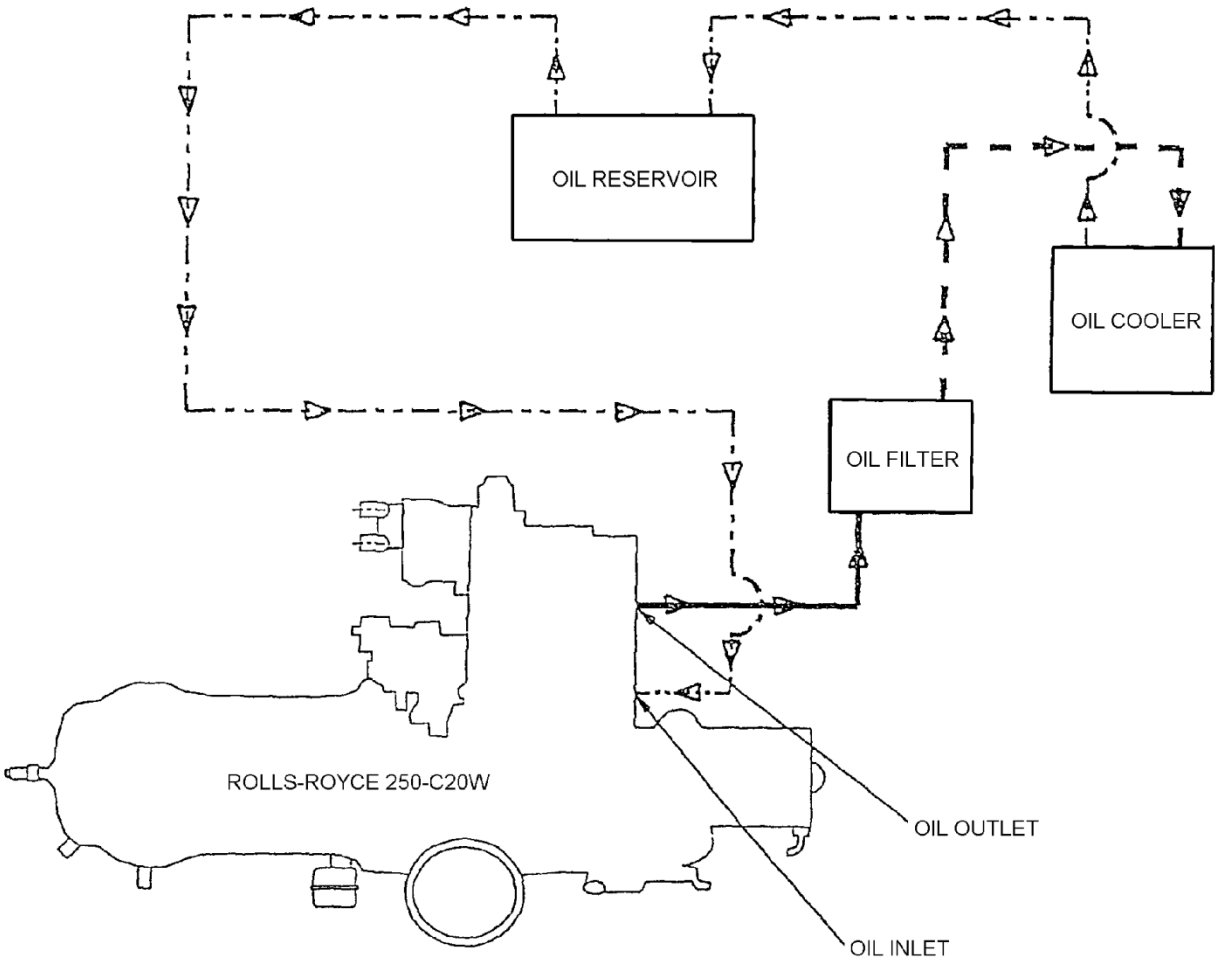 OIL RESERVOIR
OIL COOLER
OIL FILTER
ROLLS-ROYCE 250-C20W
OIL OUTLET
OIL INLET